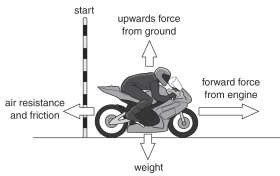 start
upwards force
from ground
forward force
from engine
air resistance
and friction
weight